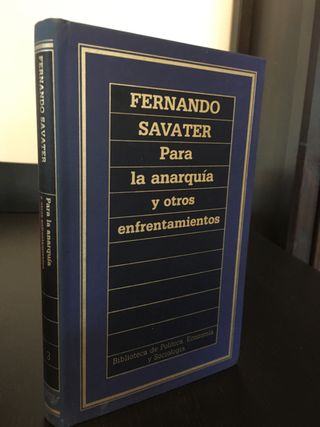 FERNANDO
SAVATER
Para
la anarquía
y otros
enfrentamientos
Biblioteca de Política, Economía
y Sociología
FERNANDO SAVATER
Para la anarquía
y otros enfrentamientos
3